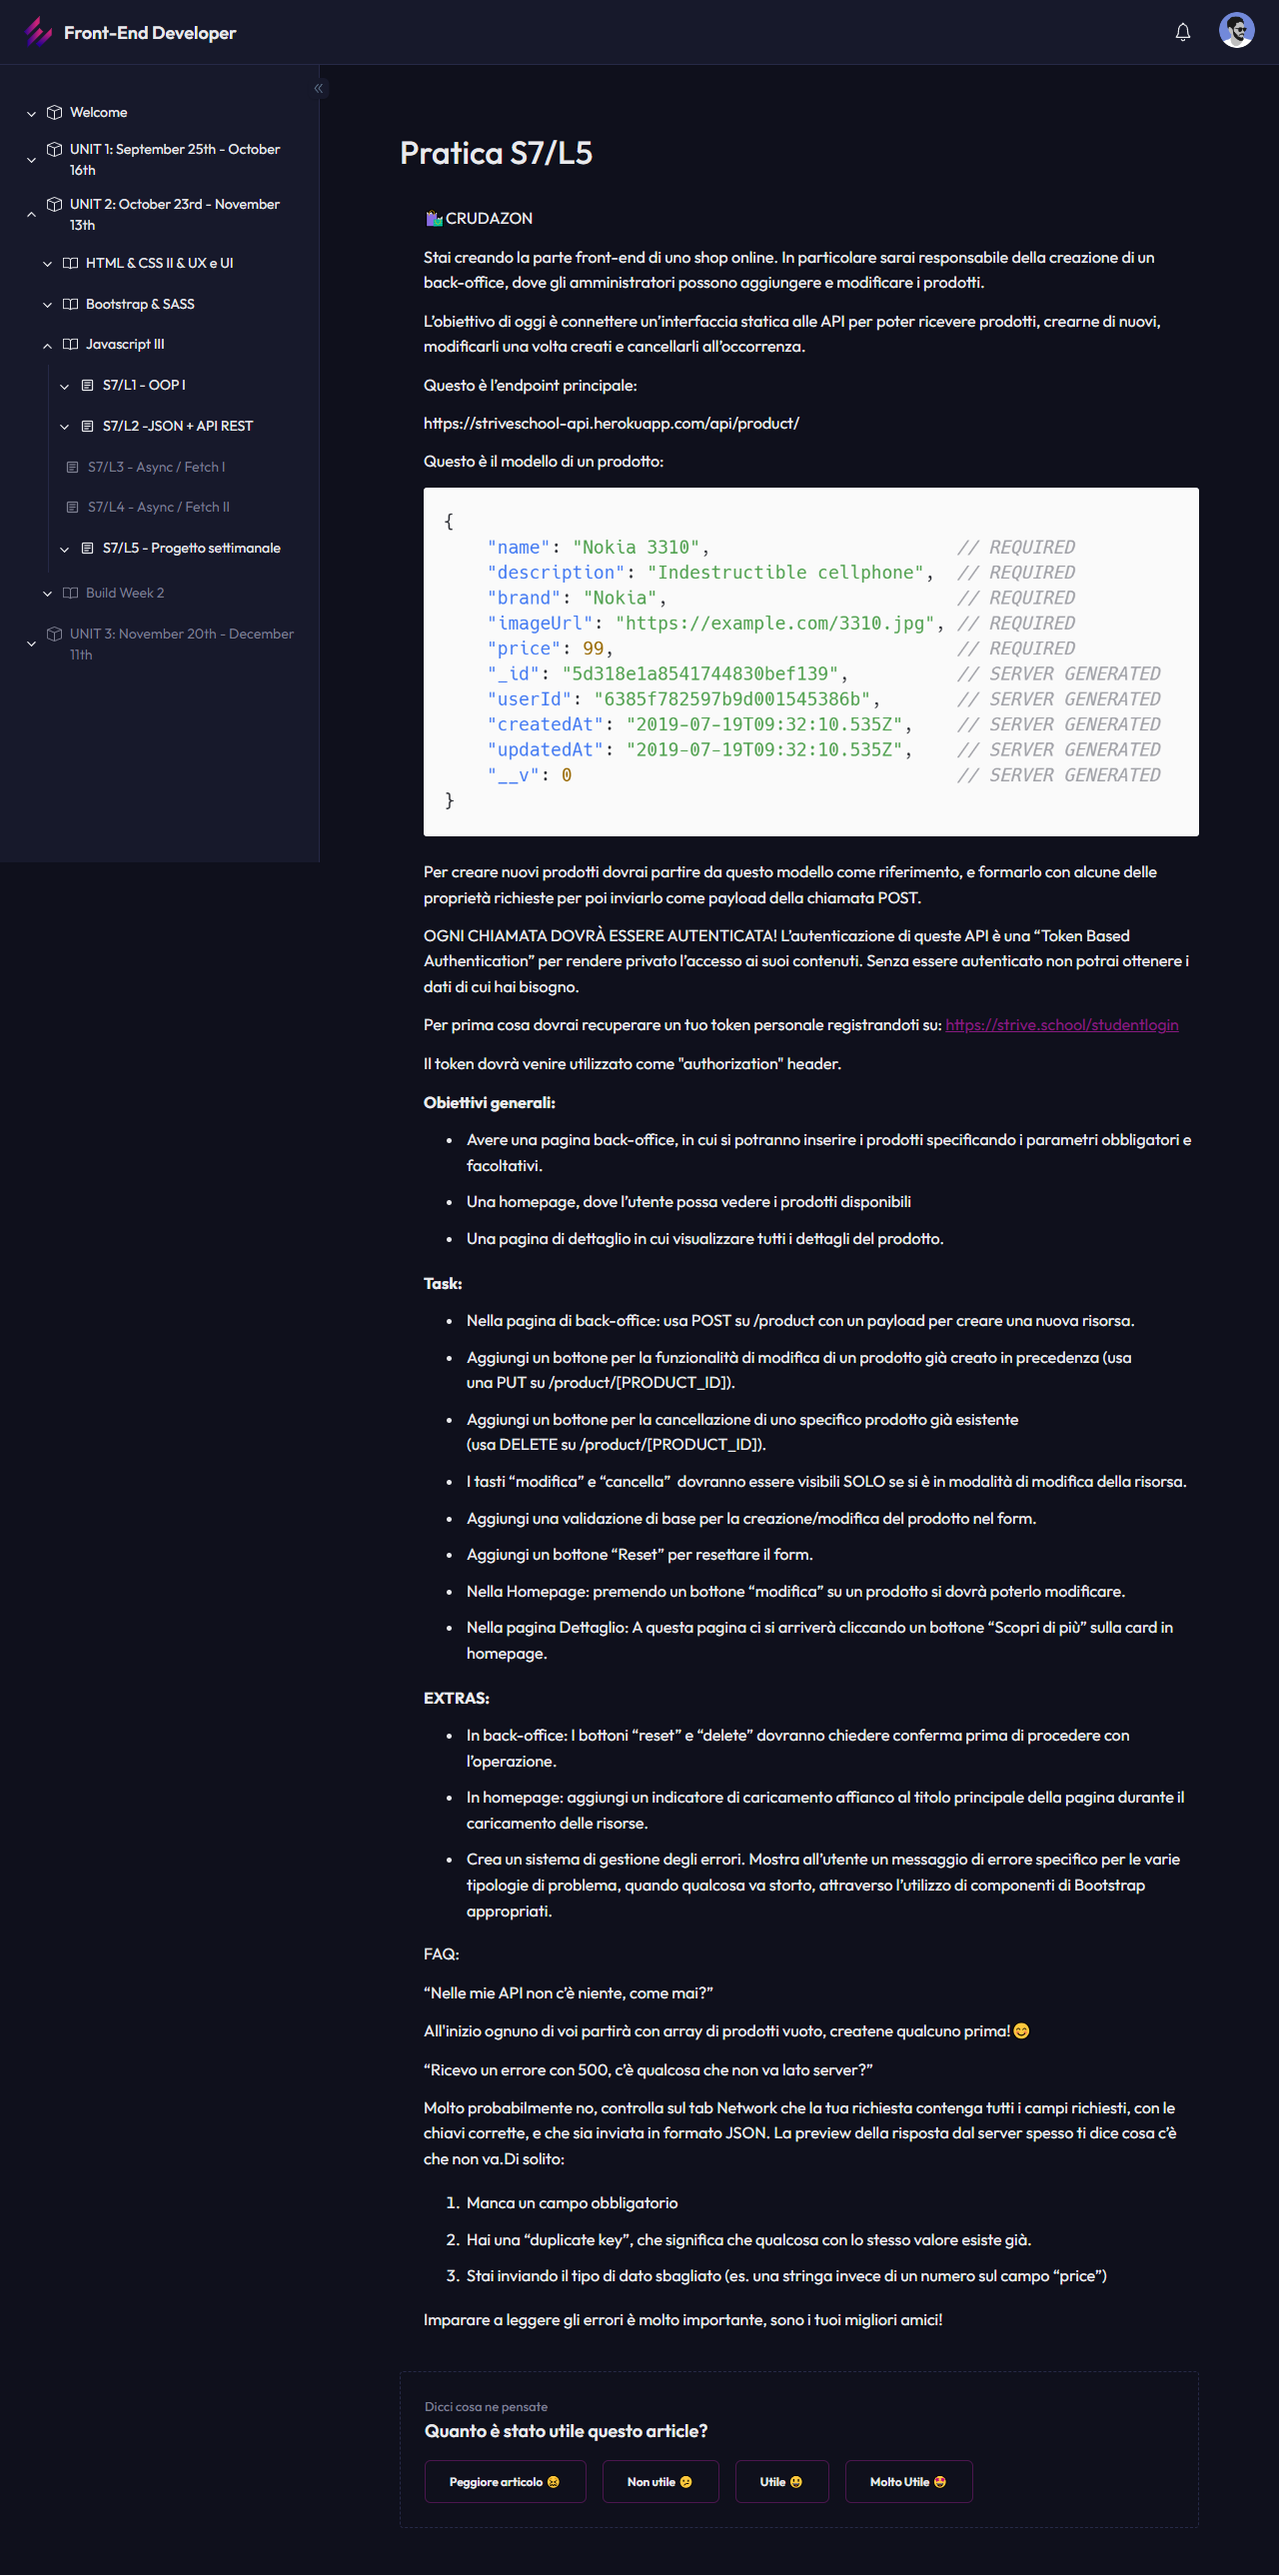 Front-End Developer
Welcome
UNIT 1: September 25th - October
16th
UNIT 2: October 23rd - November
13th
HTML & CSS II & UX e UI
Bootstrap & SASS
Javascript III
S7/L1 - OOP I
S7/L2 -JSON + API REST
S7/L3 - Async / Fetch I
S7/L4 - Async / Fetch II
S7/L5 - Progetto settimanale
Build Week 2
UNIT 3: November 20th - December
11th
Pratica S7/L5
🛍️ CRUDAZON
Stai creando la parte front-end di uno shop online. In particolare sarai responsabile della creazione di un
back-office, dove gli amministratori possono aggiungere e modificare i prodotti.
L’obiettivo di oggi è connettere un’interfaccia statica alle API per poter ricevere prodotti, crearne di nuovi,
modificarli una volta creati e cancellarli all’occorrenza.
Questo è l’endpoint principale:
https://striveschool-api.herokuapp.com/api/product/
Questo è il modello di un prodotto:
{
"name": "Nokia 3310", // REQUIRED
"description": "Indestructible cellphone", // REQUIRED
"brand": "Nokia", // REQUIRED
"imageUrl": "https://example.com/3310.jpg", // REQUIRED
"price": 99, // REQUIRED
"_id": "5d318e1a8541744830bef139", // SERVER GENERATED
"userId": "6385f782597b9d001545386b", // SERVER GENERATED
"createdAt": "2019-07-19T09:32:10.535Z", // SERVER GENERATED
"updatedAt": "2019-07-19T09:32:10.535Z", // SERVER GENERATED
"__v": 0 // SERVER GENERATED
}
Per creare nuovi prodotti dovrai partire da questo modello come riferimento, e formarlo con alcune delle
proprietà richieste per poi inviarlo come payload della chiamata POST.
OGNI CHIAMATA DOVRÀ ESSERE AUTENTICATA! L’autenticazione di queste API è una “Token Based
Authentication” per rendere privato l’accesso ai suoi contenuti. Senza essere autenticato non potrai ottenere i
dati di cui hai bisogno.
Per prima cosa dovrai recuperare un tuo token personale registrandoti su: https://strive.school/studentlogin
Il token dovrà venire utilizzato come "authorization" header.
Obiettivi generali:
• Avere una pagina back-office, in cui si potranno inserire i prodotti specificando i parametri obbligatori e
facoltativi.
• Una homepage, dove l’utente possa vedere i prodotti disponibili
• Una pagina di dettaglio in cui visualizzare tutti i dettagli del prodotto.
Task:
• Nella pagina di back-office: usa POST su /product con un payload per creare una nuova risorsa.
• Aggiungi un bottone per la funzionalità di modifica di un prodotto già creato in precedenza (usa
una PUT su /product/[PRODUCT_ID]).
• Aggiungi un bottone per la cancellazione di uno specifico prodotto già esistente
(usa DELETE su /product/[PRODUCT_ID]).
• I tasti “modifica” e “cancella”  dovranno essere visibili SOLO se si è in modalità di modifica della risorsa.
• Aggiungi una validazione di base per la creazione/modifica del prodotto nel form.
• Aggiungi un bottone “Reset” per resettare il form.
• Nella Homepage: premendo un bottone “modifica” su un prodotto si dovrà poterlo modificare.
• Nella pagina Dettaglio: A questa pagina ci si arriverà cliccando un bottone “Scopri di più” sulla card in
homepage.
EXTRAS:
• In back-office: I bottoni “reset” e “delete” dovranno chiedere conferma prima di procedere con
l’operazione.
• In homepage: aggiungi un indicatore di caricamento affianco al titolo principale della pagina durante il
caricamento delle risorse.
• Crea un sistema di gestione degli errori. Mostra all’utente un messaggio di errore specifico per le varie
tipologie di problema, quando qualcosa va storto, attraverso l’utilizzo di componenti di Bootstrap
appropriati.
FAQ:
“Nelle mie API non c’è niente, come mai?”
All'inizio ognuno di voi partirà con array di prodotti vuoto, createne qualcuno prima! 😊
“Ricevo un errore con 500, c’è qualcosa che non va lato server?”
Molto probabilmente no, controlla sul tab Network che la tua richiesta contenga tutti i campi richiesti, con le
chiavi corrette, e che sia inviata in formato JSON. La preview della risposta dal server spesso ti dice cosa c’è
che non va.Di solito:
1. Manca un campo obbligatorio
2. Hai una “duplicate key”, che significa che qualcosa con lo stesso valore esiste già.
3. Stai inviando il tipo di dato sbagliato (es. una stringa invece di un numero sul campo “price”)
Imparare a leggere gli errori è molto importante, sono i tuoi migliori amici!
Dicci cosa ne pensate
Quanto è stato utile questo article?
Peggiore articolo 😖
Non utile 😕
Utile 😃
Molto Utile 🤩